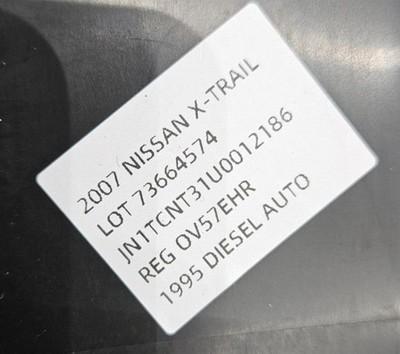 2007 NISSAN X-TRAIL
LOT 73664574
JN1TCNT31U0012186
REG OV57EHR
1995 DIESEL AUTO